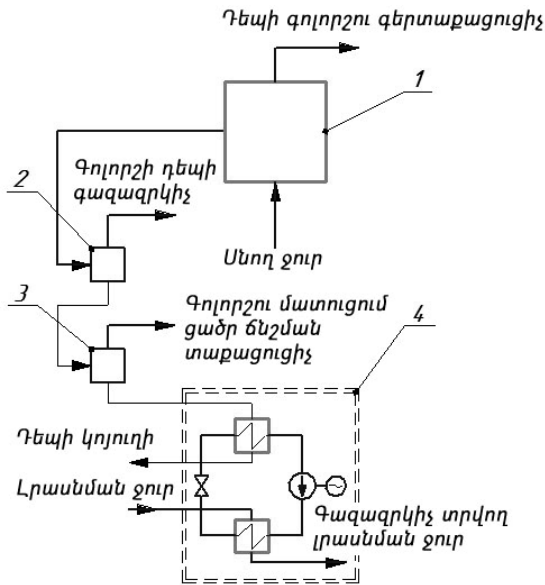 Դեպի գոլորշու գերտաքացուցիչ
1
Գոլորշի դեպի
գազազրկիչ
2
Սնող ջուր
3
Գոլորշու մատուցում
ցածր ճնշման
տաքացուցիչ
4
Դեպի կոյուղի
Լրասնման ջուր
Գազազրկիչ տրվող
լրասնման ջուր